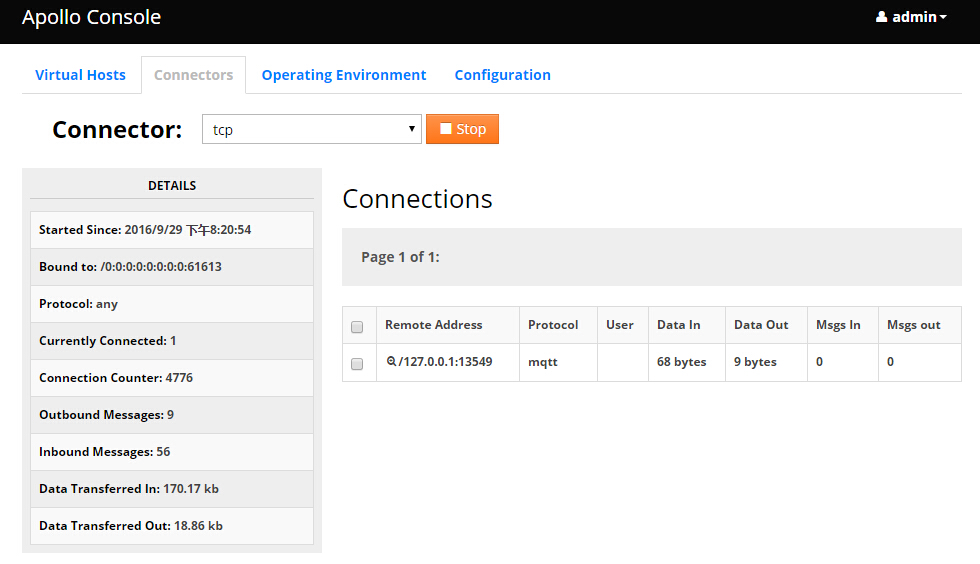 Apollo Console
admin
Virtual Hosts Connectors Operating Environment Configuration
Connector: tcp Stop
DETAILS
Started Since: 2016/9/29 下午8:20:54
Bound to: /0:0:0:0:0:0:0:0:61613
Protocol: any
Currently Connected: 1
Connection Counter: 4776
Outbound Messages: 9
Inbound Messages: 56
Data Transferred In: 170.17 kb
Data Transferred Out: 18.86 kb
Connections
Page 1 of 1:
Remote Address Protocol User Data In Data Out Msgs In Msgs out
/127.0.0.1:13549 mqtt 68 bytes 9 bytes 0 0